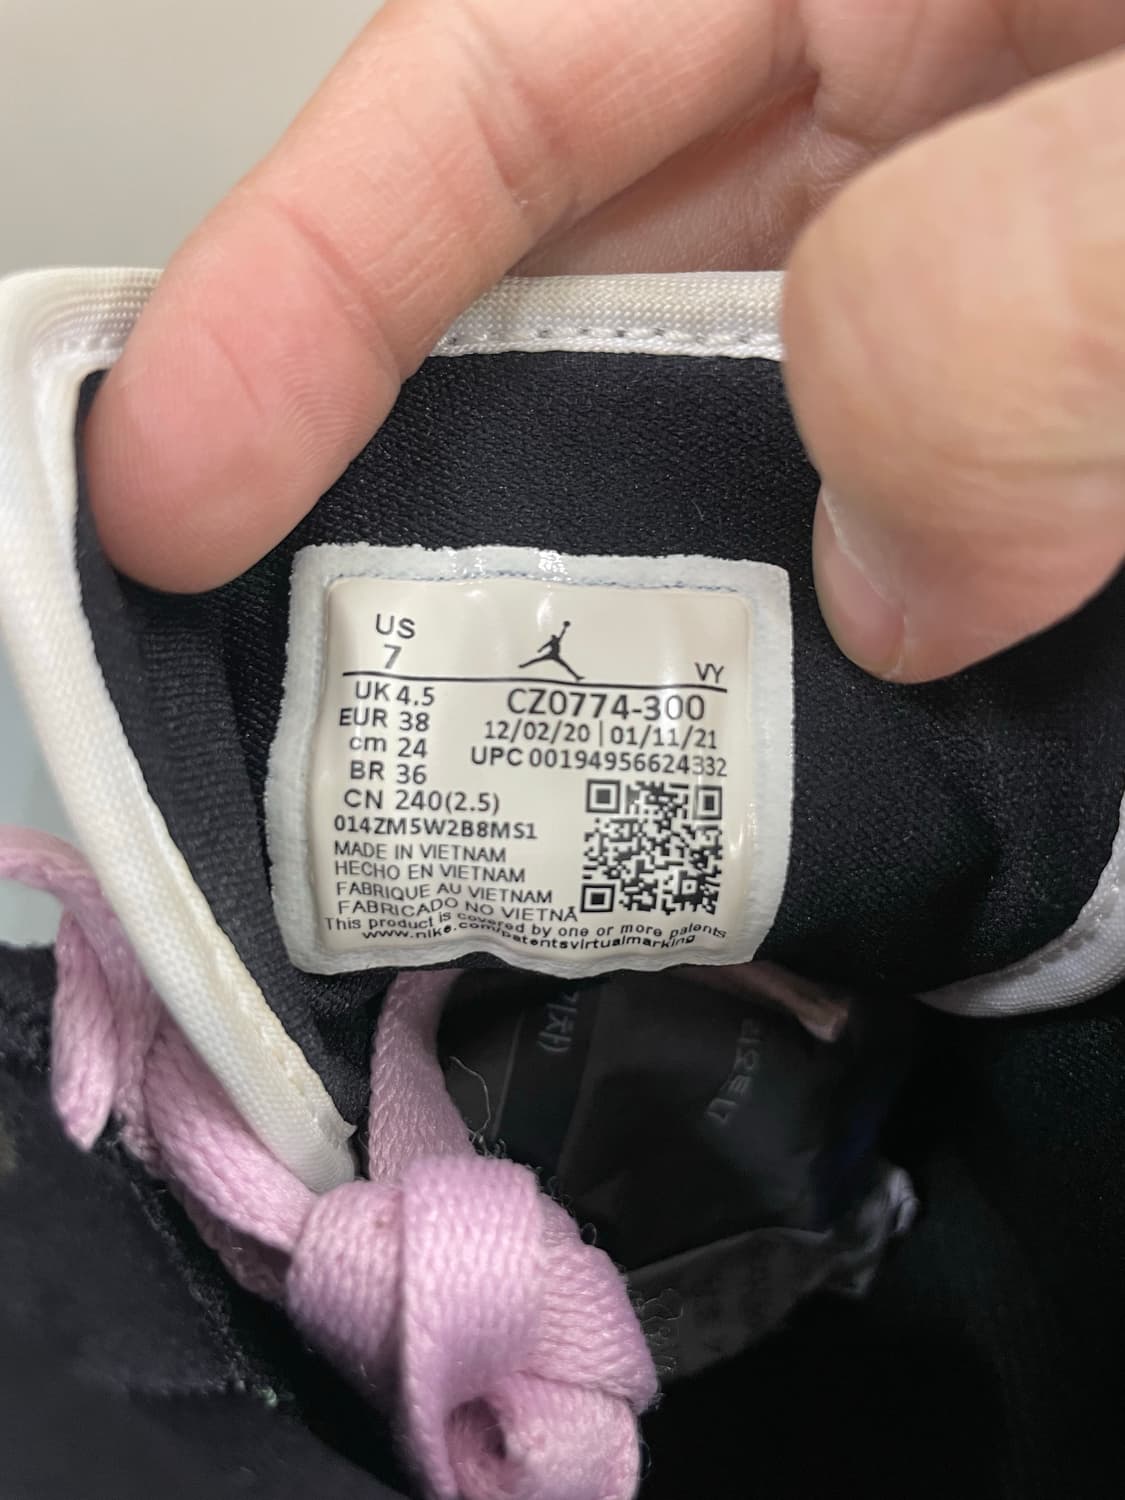 US
7
VY
UK 4.5
EUR 38
cm 24
BR 36
CN 240(2.5)
CZ0774-300
12/02/20 | 01/11/21
UPC 00194956624332
014ZM5W2B8MS1
MADE IN VIETNAM
HECHO EN VIETNAM
FABRIQUE AU VIETNAM
FABRICADO NO VIETNÃ
This product is covered by one or more patents
www.nike.com/patentsvirtualmarking